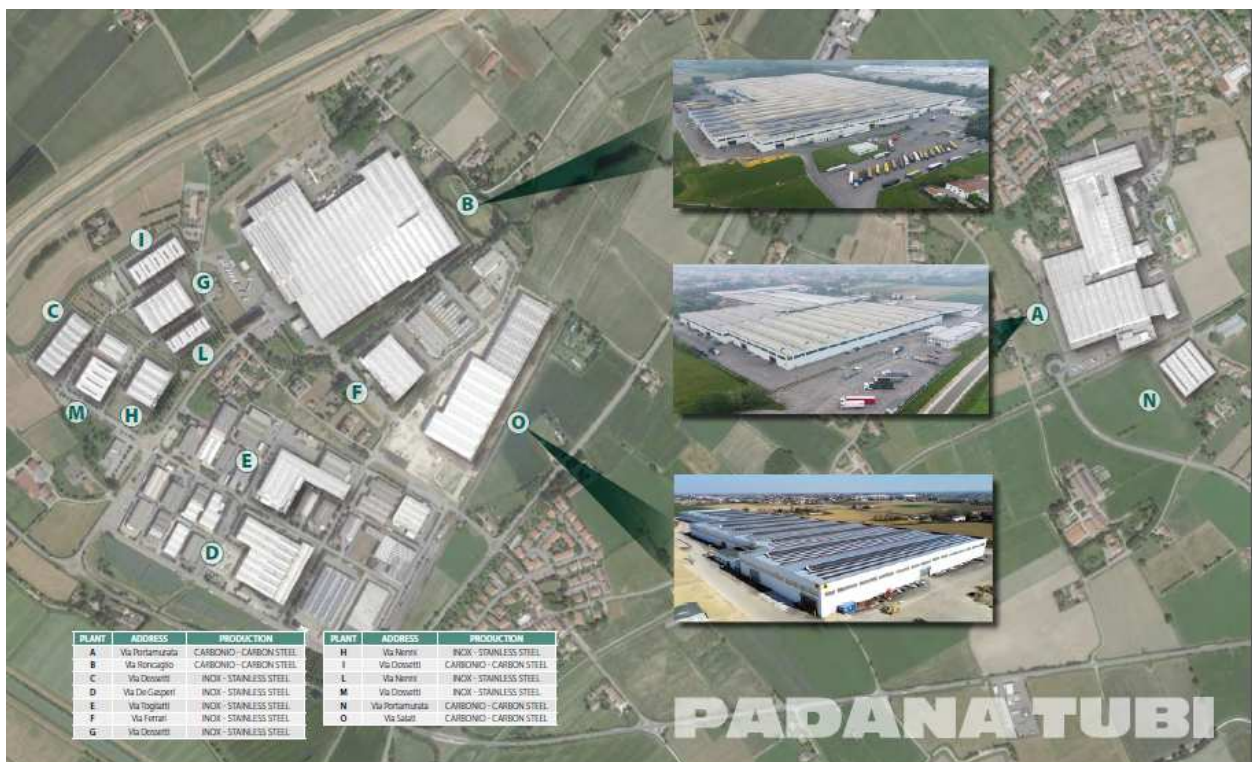 B
I
G
C
A
L
F
N
M
H
O
E
D
PLANT ADDRESS PRODUCTION
A Via Portamurata CARBONIO - CARBON STEEL
B Via Roncaglio CARBONIO - CARBON STEEL
C Via Dossetti INOX - STAINLESS STEEL
D Via De Gasperi INOX - STAINLESS STEEL
E Via Togliatti INOX - STAINLESS STEEL
F Via Ferrari INOX - STAINLESS STEEL
G Via Dossetti INOX - STAINLESS STEEL
PLANT ADDRESS PRODUCTION
H Via Nenni INOX - STAINLESS STEEL
I Via Dossetti CARBONIO - CARBON STEEL
L Via Nenni INOX - STAINLESS STEEL
M Via Dossetti INOX - STAINLESS STEEL
N Via Portamurata CARBONIO - CARBON STEEL
O Via Salati CARBONIO - CARBON STEEL
PADANA TUBI